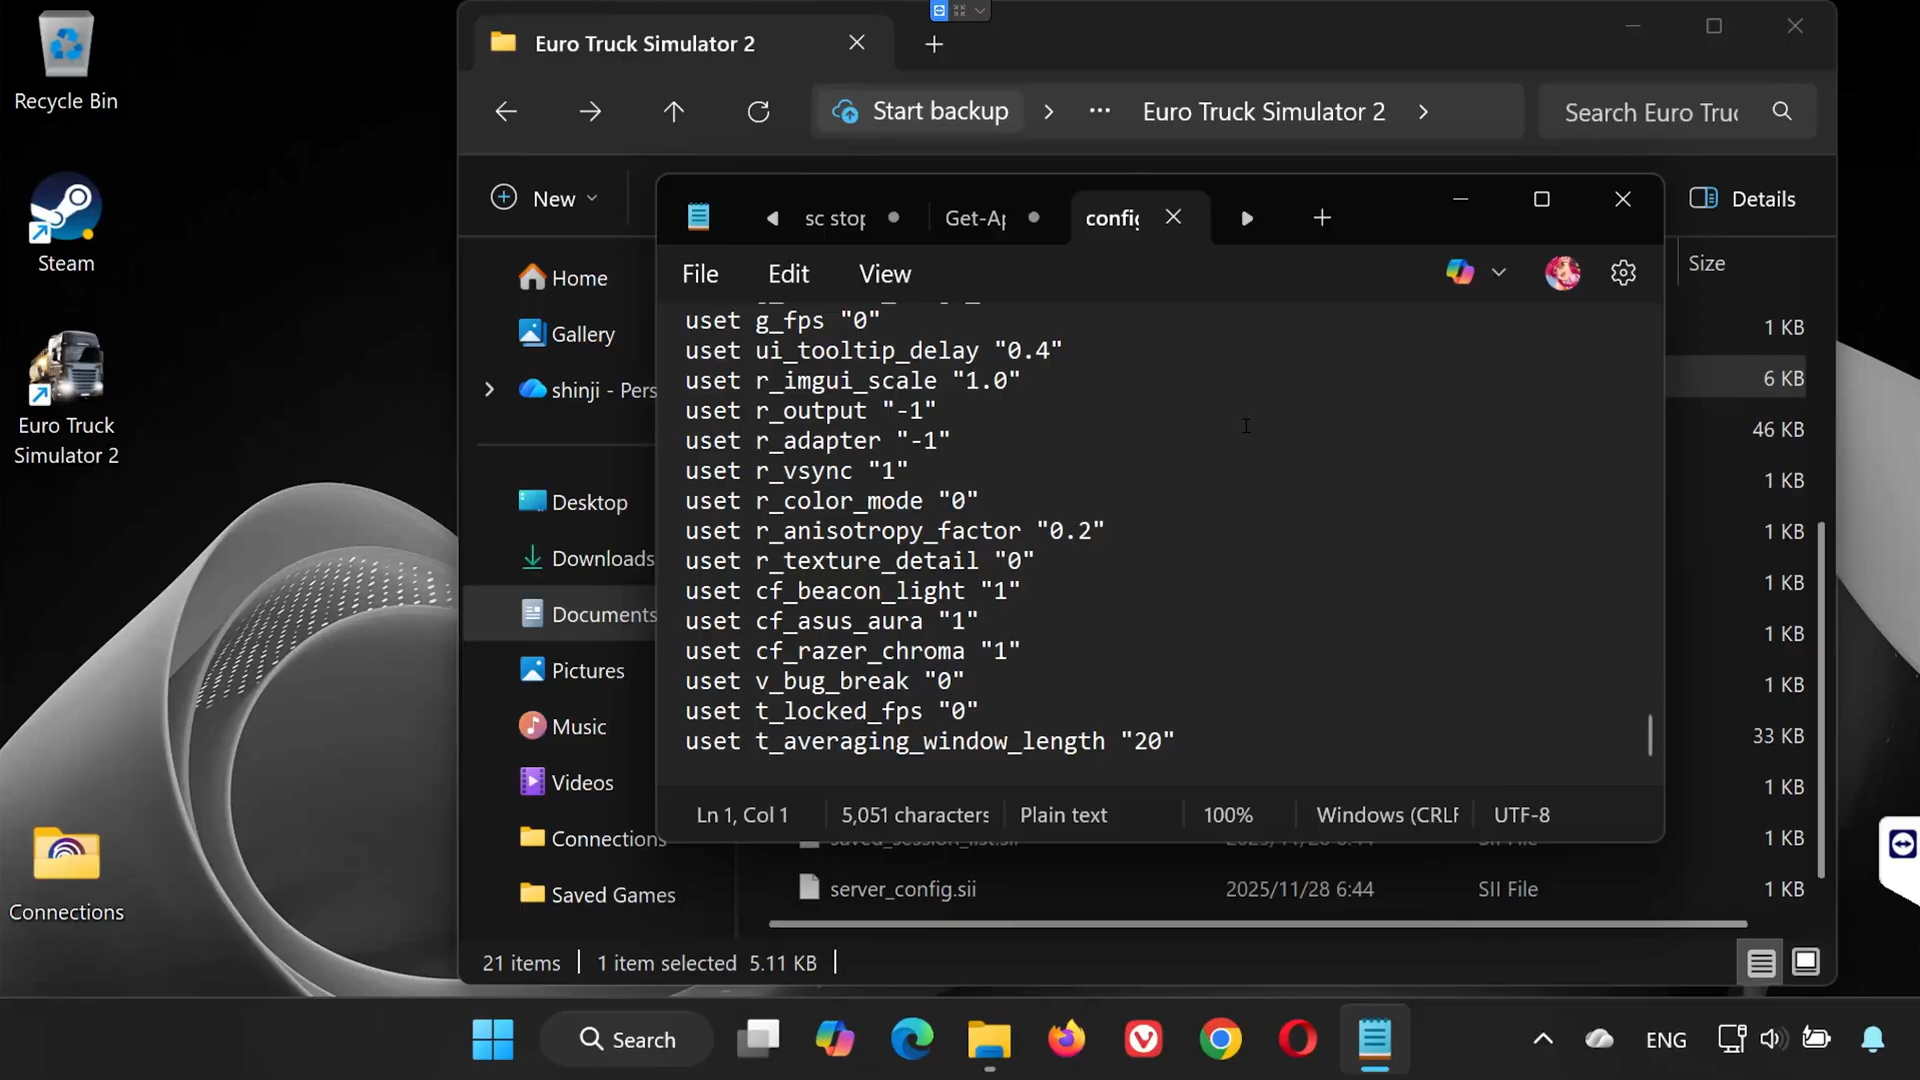 Recycle Bin
Steam
Euro Truck
Simulator 2
Connections
Euro Truck Simulator 2
Start backup
Euro Truck Simulator 2
Search Euro Truc
New
Details
Home
Gallery
shinji - Pers
Desktop
Downloads
Documents
Pictures
Music
Videos
Connections
Saved Games
sc stop
Get-Ap
config
File
Edit
View
uset g_fps "0"
uset ui_tooltip_delay "0.4"
uset r_imgui_scale "1.0"
uset r_output "-1"
uset r_adapter "-1"
uset r_vsync "1"
uset r_color_mode "0"
uset r_anisotropy_factor "0.2"
uset r_texture_detail "0"
uset cf_beacon_light "1"
uset cf_asus_aura "1"
uset cf_razer_chroma "1"
uset v_bug_break "0"
uset t_locked_fps "0"
uset t_averaging_window_length "20"
Ln 1, Col 1
5,051 characters
Plain text
100%
Windows (CRLF
UTF-8
Size
1 KB
6 KB
46 KB
1 KB
1 KB
1 KB
1 KB
1 KB
33 KB
1 KB
1 KB
server_config.sii 2025/11/28 6:44 SII File 1 KB
21 items 1 item selected 5.11 KB
Search
ENG